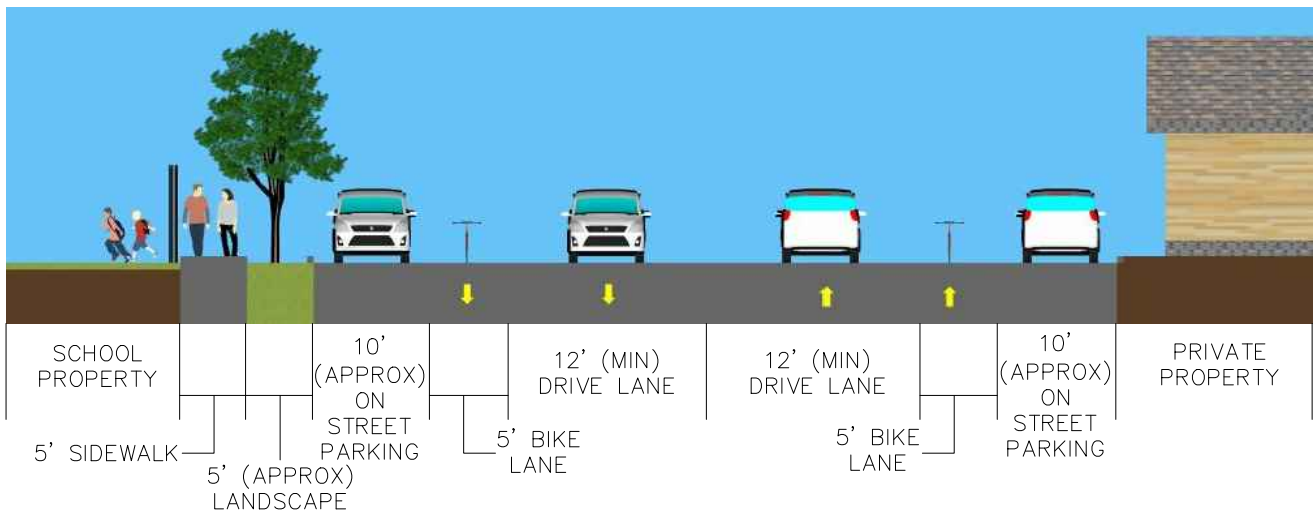 SCHOOL
PROPERTY
5' SIDEWALK
5' (APPROX)
LANDSCAPE
10'
(APPROX)
ON
STREET
PARKING
5' BIKE
LANE
12' (MIN)
DRIVE LANE
12' (MIN)
DRIVE LANE
5' BIKE
LANE
10'
(APPROX)
ON
STREET
PARKING
PRIVATE
PROPERTY